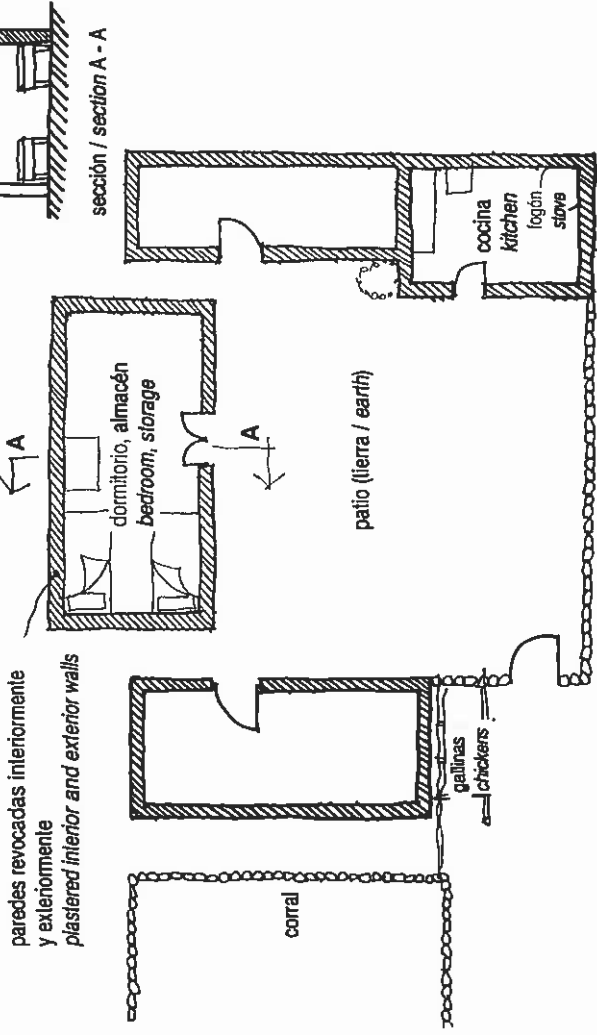 paredes revocadas interiormente
y exteriormente
plastered interior and exterior walls
sección / section A - A
A
dormitorio, almacén
bedroom, storage
A
cocina
kitchen
fogón
stove
patio (tierra / earth)
gallinas
chickens
corral